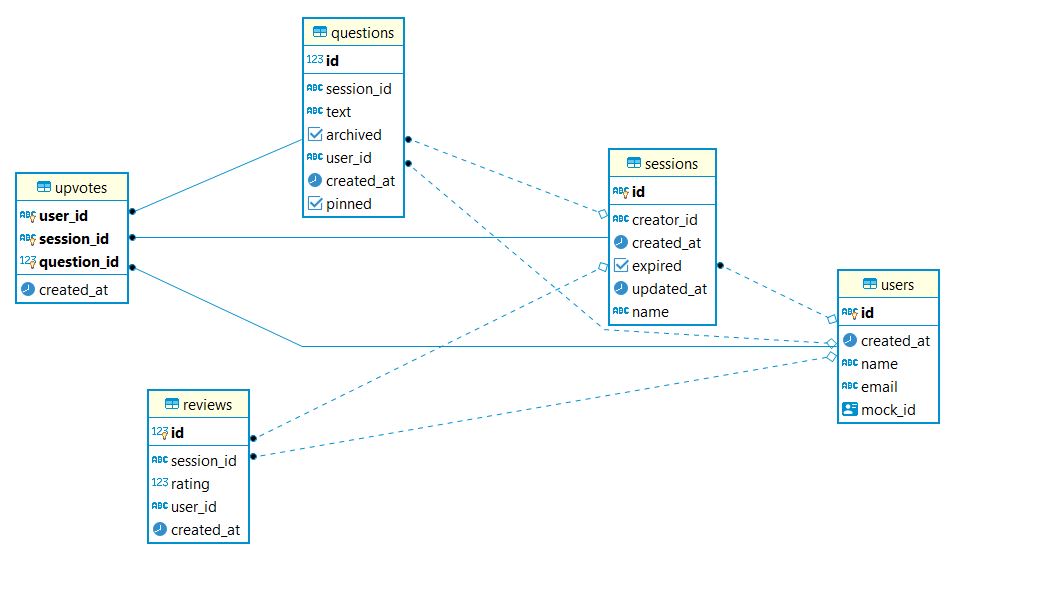 questions
123 id
ABC session_id
ABC text
archived
ABC user_id
created_at
pinned
upvotes
ABC user_id
ABC session_id
123 question_id
created_at
sessions
ABC id
ABC creator_id
created_at
expired
updated_at
ABC name
users
ABC id
created_at
ABC name
ABC email
mock_id
reviews
123 id
ABC session_id
123 rating
ABC user_id
created_at